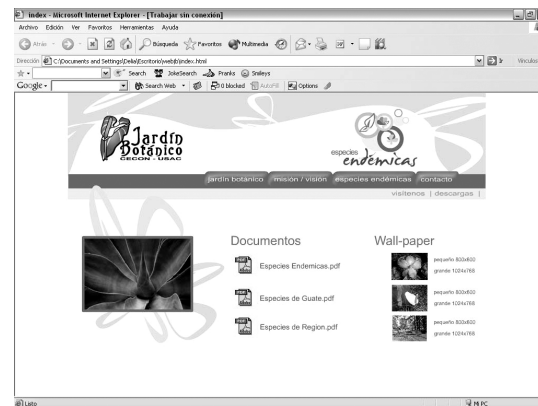 index - Microsoft Internet Explorer - [Trabajar sin conexión]
Archivo Edición Ver Favoritos Herramientas Ayuda
Atrás Búsqueda Favoritos Multimedia
Dirección C:\Documents and Settings\Delia\Escritorio\web\b\index.html Ir Vínculos
Search JokeSearch Pranks Smileys
Google Search Web 0 blocked AutoFill Options
Jardín
Botánico
CECON - USAC
especies
endémicas
jardín botánico misión / visión especies endémicas contacto
visítenos | descargas |
Documentos
Wall-paper
Especies Endemicas.pdf
pequeño 800x600
grande 1024x768
Especies de Guate.pdf
pequeño 800x600
grande 1024x768
Especies de Region.pdf
pequeño 800x600
grande 1024x768
Listo Mi PC